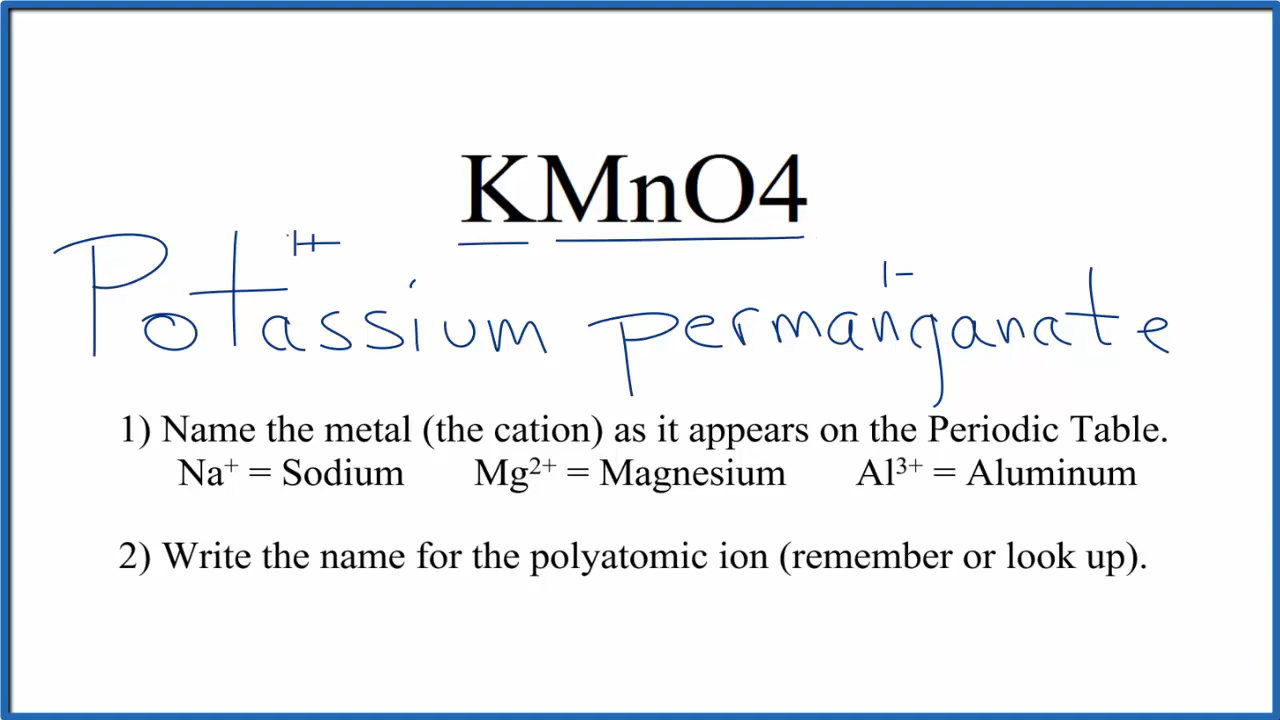 KMnO4
1+ 1-
Potassium permanganate
1) Name the metal (the cation) as it appears on the Periodic Table.
Na⁺ = Sodium Mg²⁺ = Magnesium Al³⁺ = Aluminum
2) Write the name for the polyatomic ion (remember or look up).